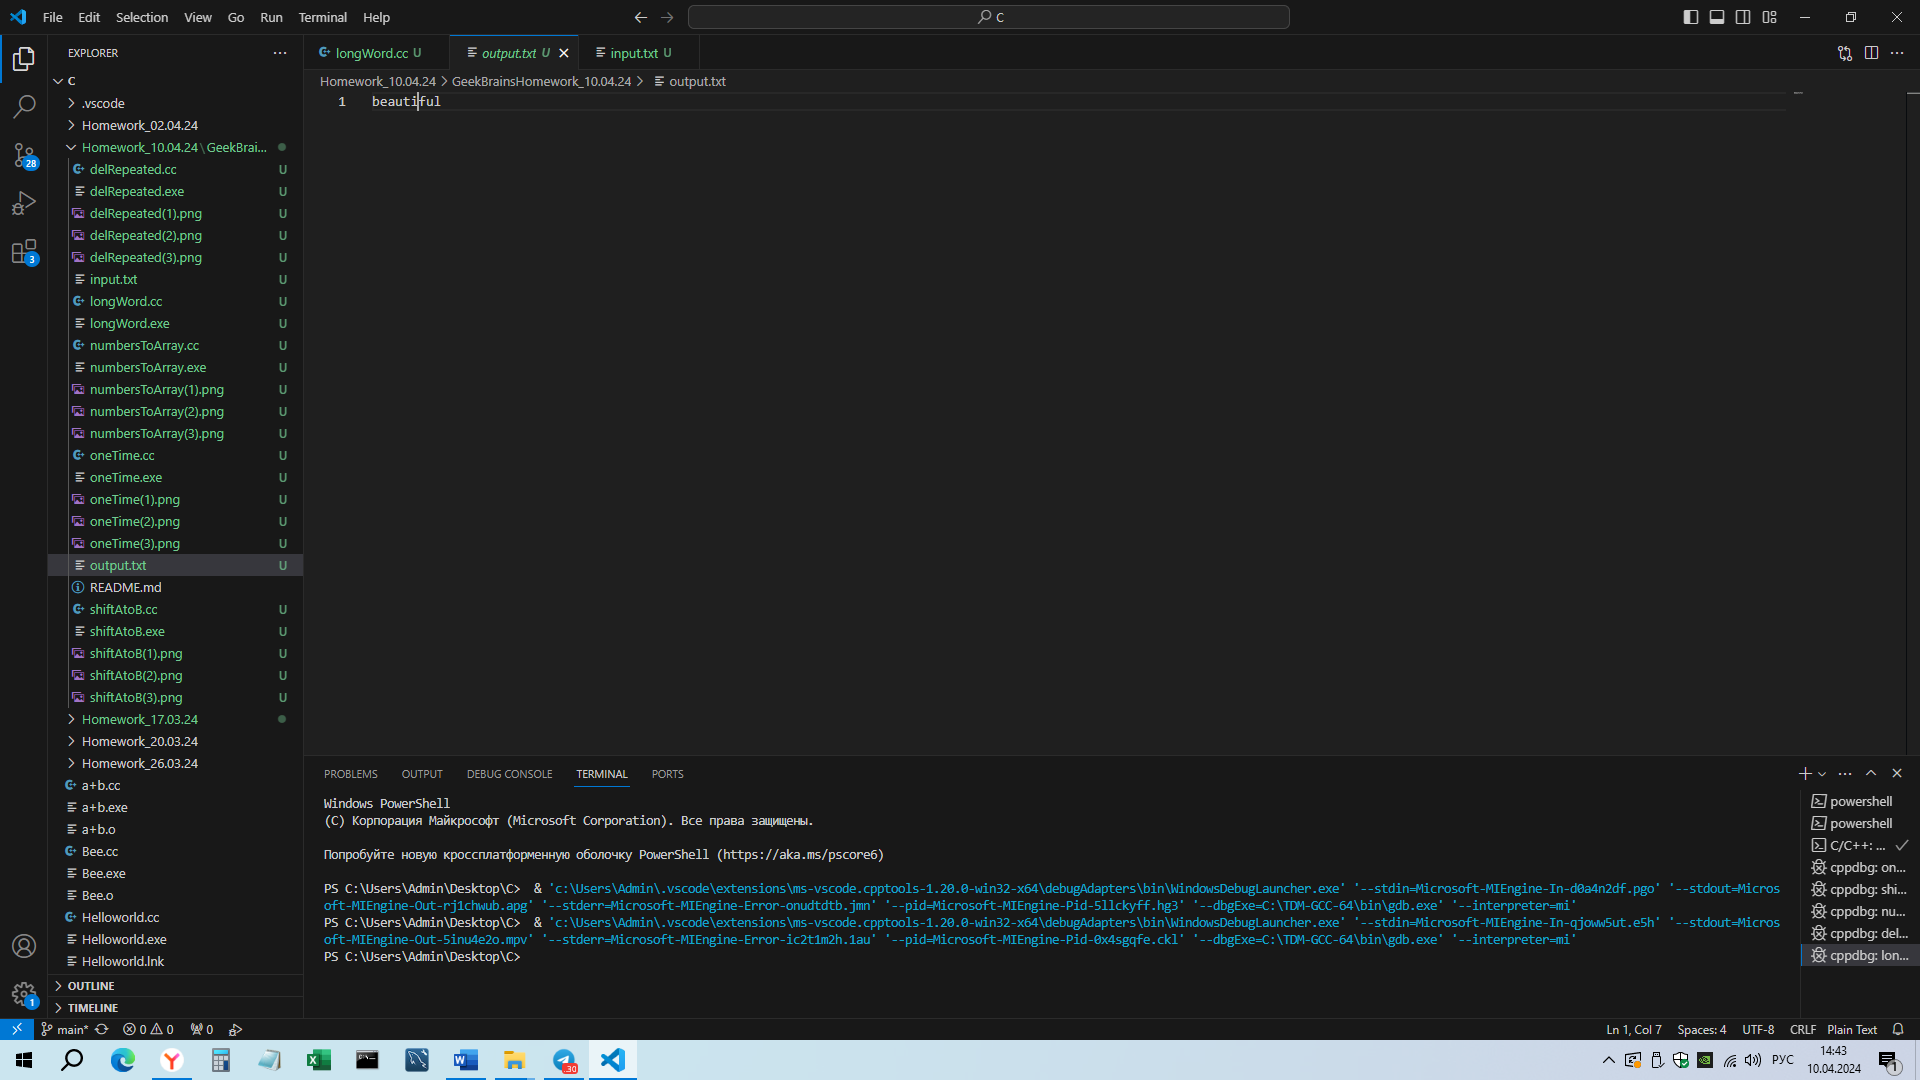 File Edit Selection View Go Run Terminal Help
C
EXPLORER
C
.vscode
Homework_02.04.24
Homework_10.04.24\GeekBrai...
delRepeated.cc U
delRepeated.exe U
delRepeated(1).png U
delRepeated(2).png U
delRepeated(3).png U
input.txt U
longWord.cc U
longWord.exe U
numbersToArray.cc U
numbersToArray.exe U
numbersToArray(1).png U
numbersToArray(2).png U
numbersToArray(3).png U
oneTime.cc U
oneTime.exe U
oneTime(1).png U
oneTime(2).png U
oneTime(3).png U
output.txt U
README.md
shiftAtoB.cc U
shiftAtoB.exe U
shiftAtoB(1).png U
shiftAtoB(2).png U
shiftAtoB(3).png U
Homework_17.03.24
Homework_20.03.24
Homework_26.03.24
a+b.cc
a+b.exe
a+b.o
Bee.cc
Bee.exe
Bee.o
Helloworld.cc
Helloworld.exe
Helloworld.lnk
OUTLINE
TIMELINE
28
3
1
longWord.cc U output.txt U input.txt U
Homework_10.04.24 > GeekBrainsHomework_10.04.24 > output.txt
1 beautiful
PROBLEMS OUTPUT DEBUG CONSOLE TERMINAL PORTS
Windows PowerShell
(C) Корпорация Майкрософт (Microsoft Corporation). Все права защищены.
Попробуйте новую кроссплатформенную оболочку PowerShell (https://aka.ms/pscore6)
PS C:\Users\Admin\Desktop\C>  & 'c:\Users\Admin\.vscode\extensions\ms-vscode.cpptools-1.20.0-win32-x64\debugAdapters\bin\WindowsDebugLauncher.exe' '--stdin=Microsoft-MIEngine-In-d0a4n2df.pgo' '--stdout=Micros
oft-MIEngine-Out-rj1chwub.apg' '--stderr=Microsoft-MIEngine-Error-onudtdtb.jmn' '--pid=Microsoft-MIEngine-Pid-5llckyff.hg3' '--dbgExe=C:\TDM-GCC-64\bin\gdb.exe' '--interpreter=mi'
PS C:\Users\Admin\Desktop\C>  & 'c:\Users\Admin\.vscode\extensions\ms-vscode.cpptools-1.20.0-win32-x64\debugAdapters\bin\WindowsDebugLauncher.exe' '--stdin=Microsoft-MIEngine-In-qjoww5ut.e5h' '--stdout=Micros
oft-MIEngine-Out-5inu4e2o.mpv' '--stderr=Microsoft-MIEngine-Error-ic2t1m2h.1au' '--pid=Microsoft-MIEngine-Pid-0x4sgqfe.ckl' '--dbgExe=C:\TDM-GCC-64\bin\gdb.exe' '--interpreter=mi'
PS C:\Users\Admin\Desktop\C>
powershell
powershell
C/C++: ...
cppdbg: on...
cppdbg: shi...
cppdbg: nu...
cppdbg: del...
cppdbg: lon...
main* 0 0 0
Ln 1, Col 7 Spaces: 4 UTF-8 CRLF Plain Text
.30
РУС
14:43
10.04.2024
1